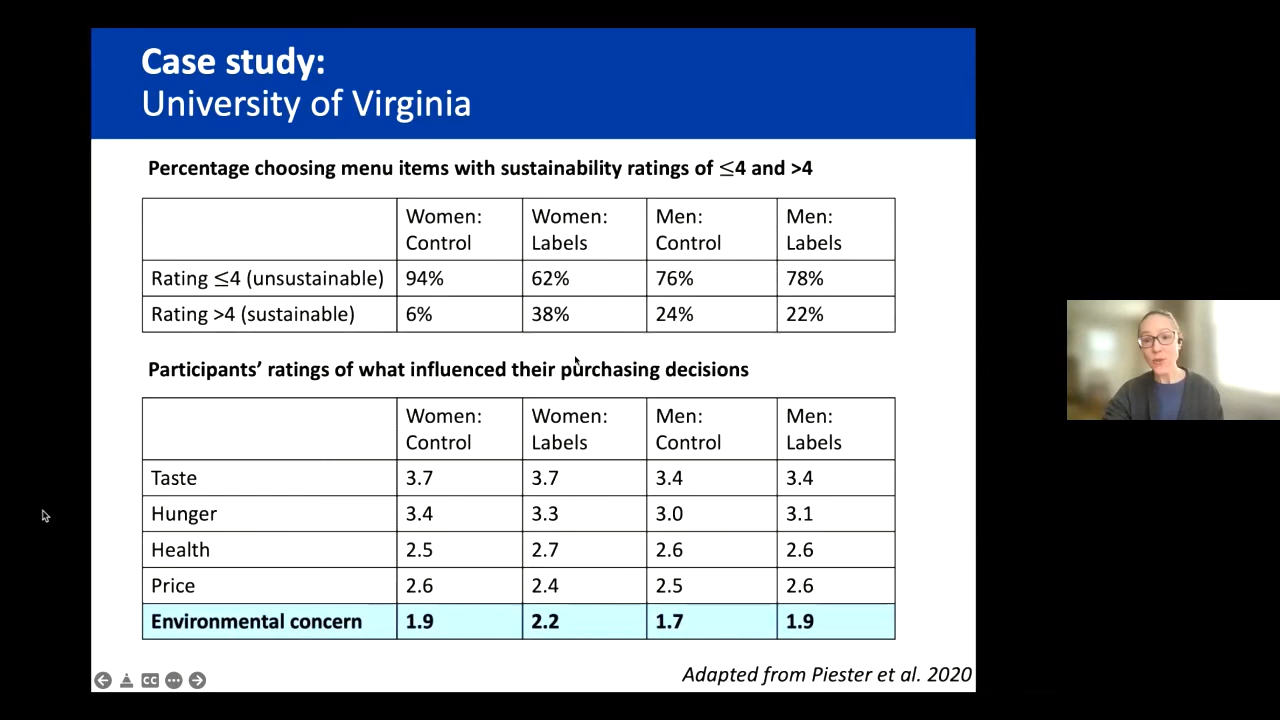 Case study:
University of Virginia
Percentage choosing menu items with sustainability ratings of ≤4 and >4
Women: Control Women: Labels Men: Control Men: Labels
Rating ≤4 (unsustainable) 94% 62% 76% 78%
Rating >4 (sustainable) 6% 38% 24% 22%
Participants’ ratings of what influenced their purchasing decisions
Women: Control Women: Labels Men: Control Men: Labels
Taste 3.7 3.7 3.4 3.4
Hunger 3.4 3.3 3.0 3.1
Health 2.5 2.7 2.6 2.6
Price 2.6 2.4 2.5 2.6
Environmental concern 1.9 2.2 1.7 1.9
CC
Adapted from Piester et al. 2020